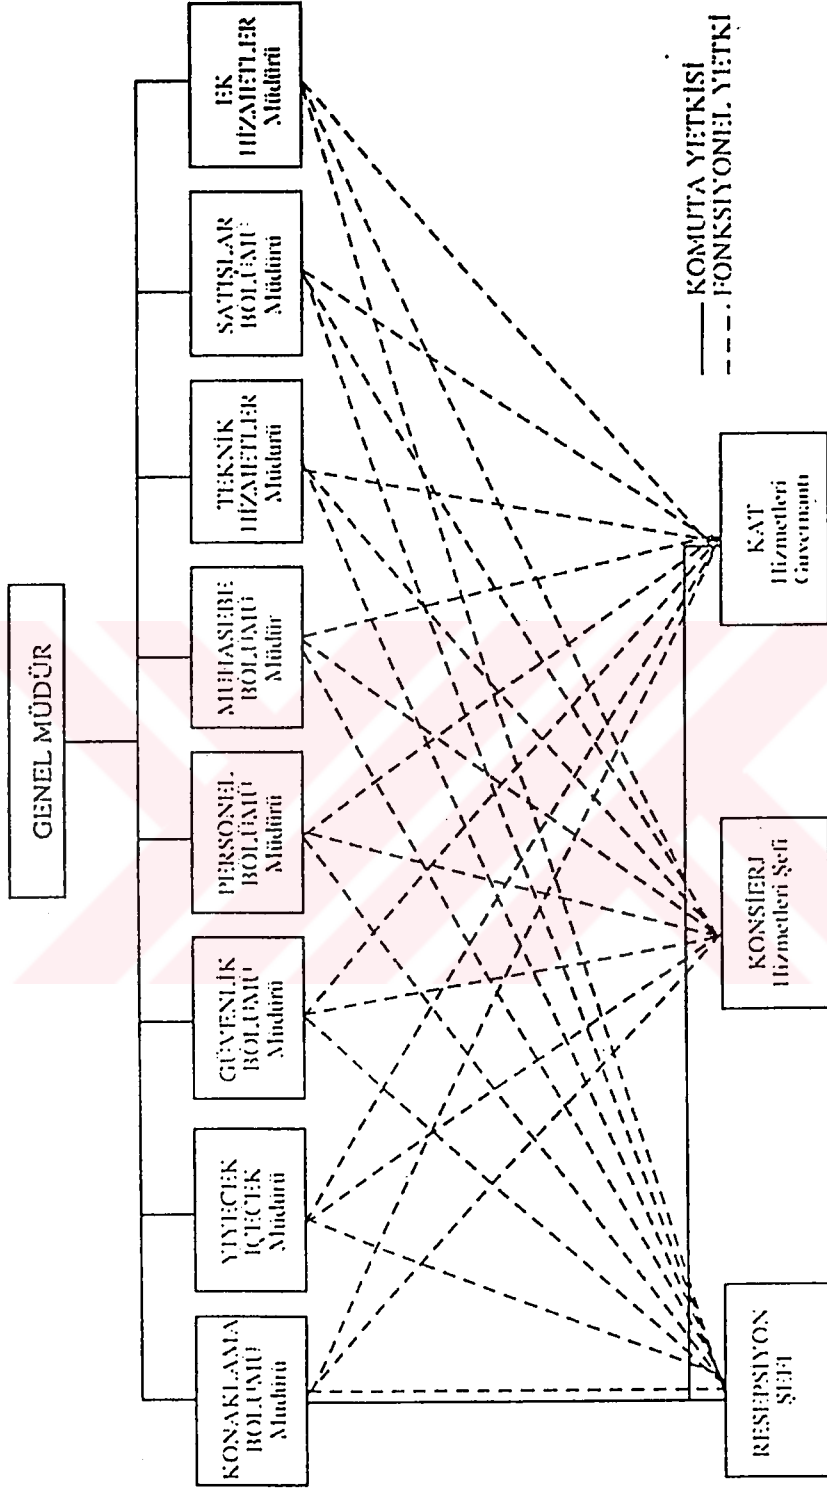 GENEL MÜDÜR
KONAKLAMA
BÖLÜMÜ
Müdürü
YİYECEK
İÇECEK
Müdürü
GÜVENLİK
BÖLÜMÜ
Müdürü
PERSONEL
BÖLÜMÜ
Müdürü
MUHASEBE
BÖLÜMÜ
Müdür
TEKNİK
HİZMETLER
Müdürü
SATIŞLAR
BÖLÜMÜ
Müdürü
EK
HİZMETLER
Müdürü
RESEPSİYON
ŞEFİ
KONSİERJ
Hizmetleri Şefi
KAT
Hizmetleri
Guvernantı
KOMUTA YETKİSİ
FONKSİYONEL YETKİ